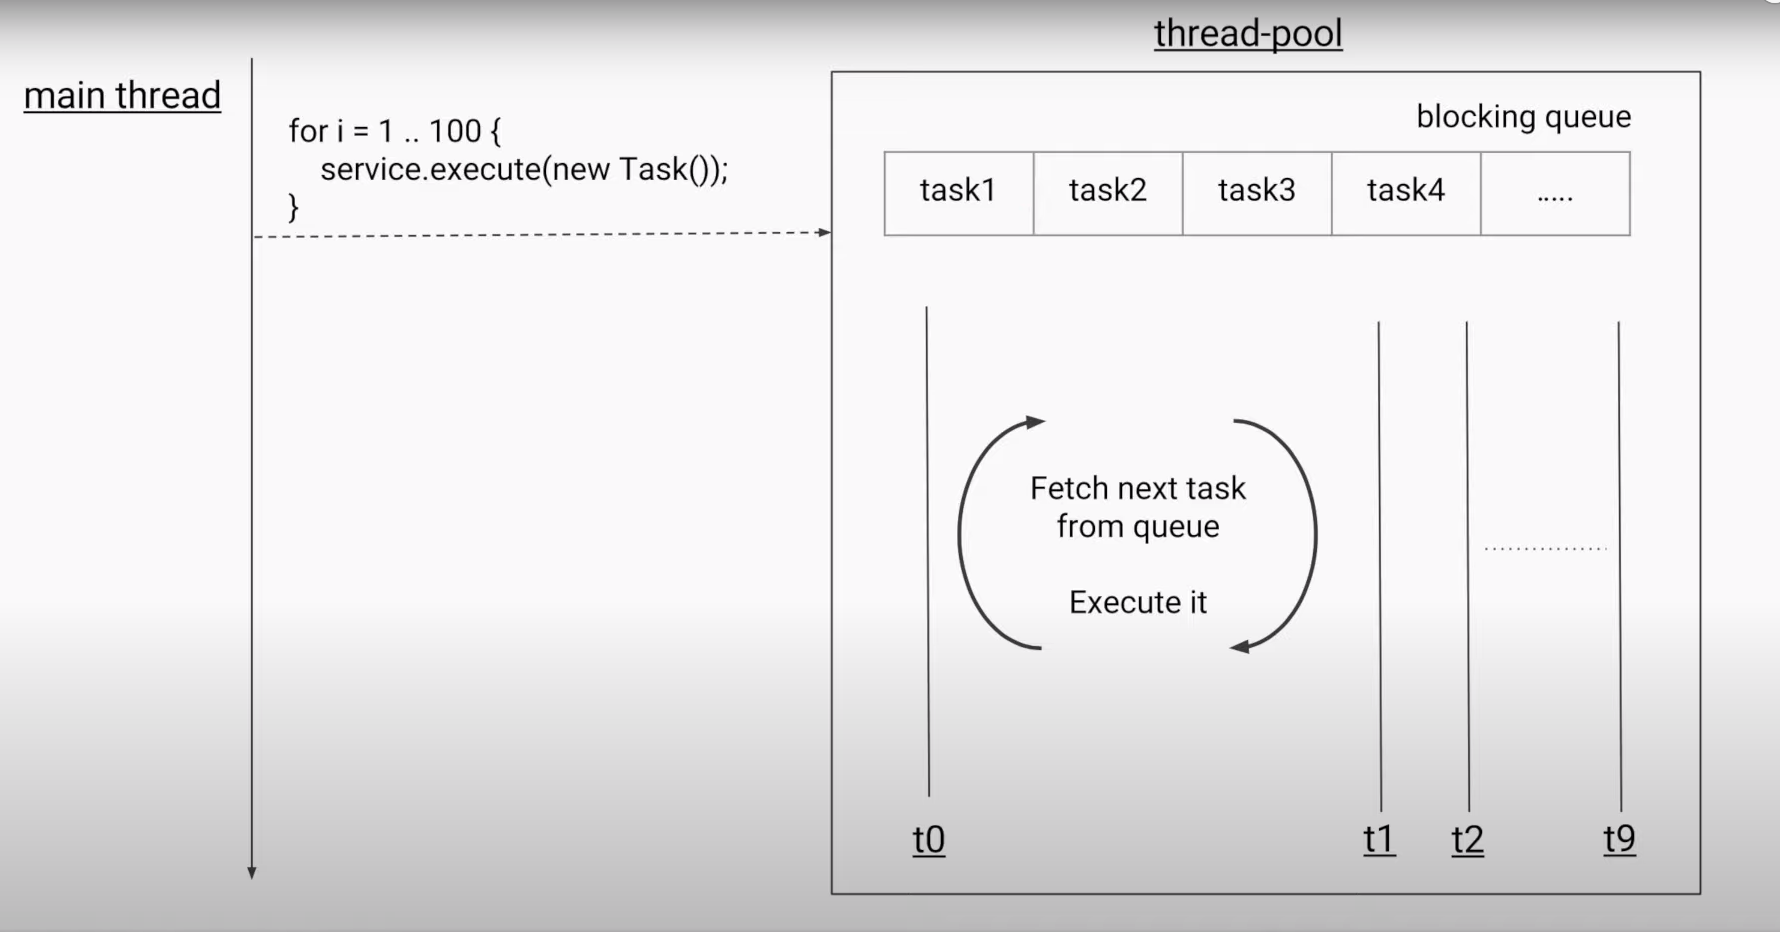 thread-pool
main thread
for i = 1 .. 100 {
service.execute(new Task());
}
blocking queue
task1 task2 task3 task4 .....
Fetch next task
from queue
Execute it
t0 t1 t2 t9